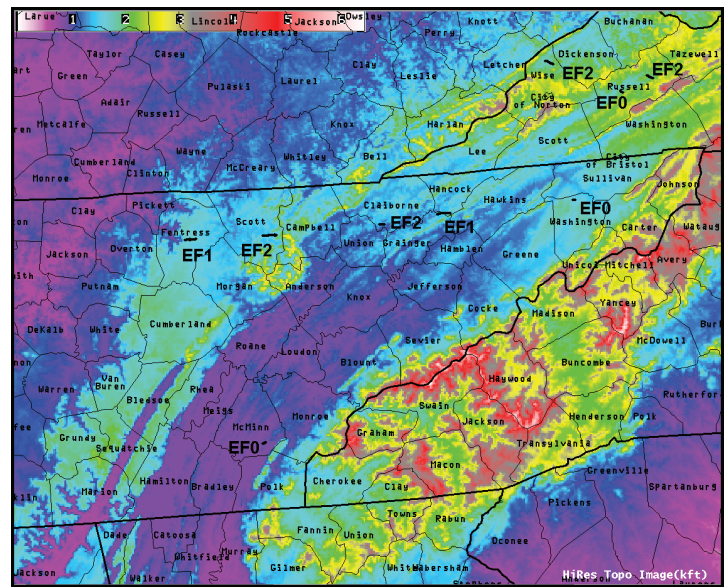 Larue 1 2 3 Lincoln 4 Jackson 5 Ows
Rockcastle
Knott Buchanan
Perry
Taylor Casey Clay Letcher Dickenson Tazewell
Green Laurel Leslie Wise EF2 EF2
Pulaski Russell
Adair City EF0
Russell of Norton
Metcalfe Knox Harlan Washington
Wayne Whitley Bell Lee Scott
Cumberland McCreary City
Monroe Clinton of Bristol
Hancock Sullivan Johnson
Pickett Claiborne Hawkins
Clay Scott EF0
Fentress Campbell EF2 EF1 Washington Carter Wataug
Overton EF1 EF2 Union Grainger Hamblen
Jackson Greene Avery
Unicoi Mitchell
Putnam Morgan Anderson Jefferson
Knox Yancey
Cocke Madison
DeKalb White Cumberland
Sevier McDowell
Roane Loudon Blount Buncombe
Van Haywood
Warren Buren Rhea Rutherfor
Bledsoe Swain
Meigs Monroe Henderson Polk
McMinn Jackson
Grundy Graham
Sequatchie EF0 Transylvania
Macon Greenville
Hamilton Polk Cherokee Clay
Marion Bradley Spartanburg
Pickens
Towns
Dade Catoosa Fannin Rabun
Union Oconee
Whitfield Murray
Gilmer Habersham
Jackson Walker
HiRes Topo Image(kft)